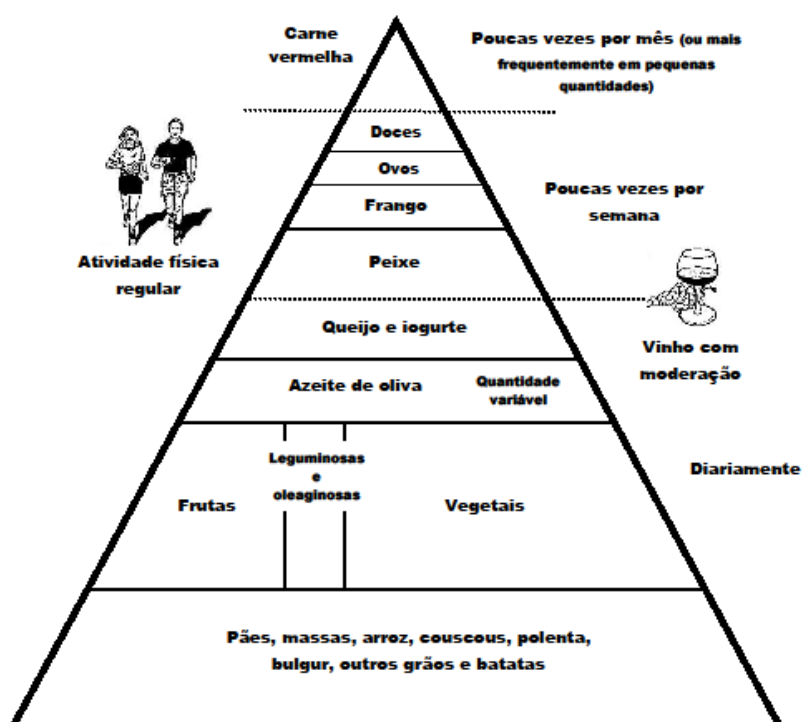 Carne
vermelha
Poucas vezes por mês (ou mais
frequentemente em pequenas
quantidades)
Doces
Ovos
Frango
Poucas vezes por
semana
Atividade física
regular
Peixe
Queijo e iogurte
Vinho com
moderação
Azeite de oliva
Quantidade
variável
Leguminosas
e
oleaginosas
Frutas
Vegetais
Diariamente
Pães, massas, arroz, couscous, polenta,
bulgur, outros grãos e batatas